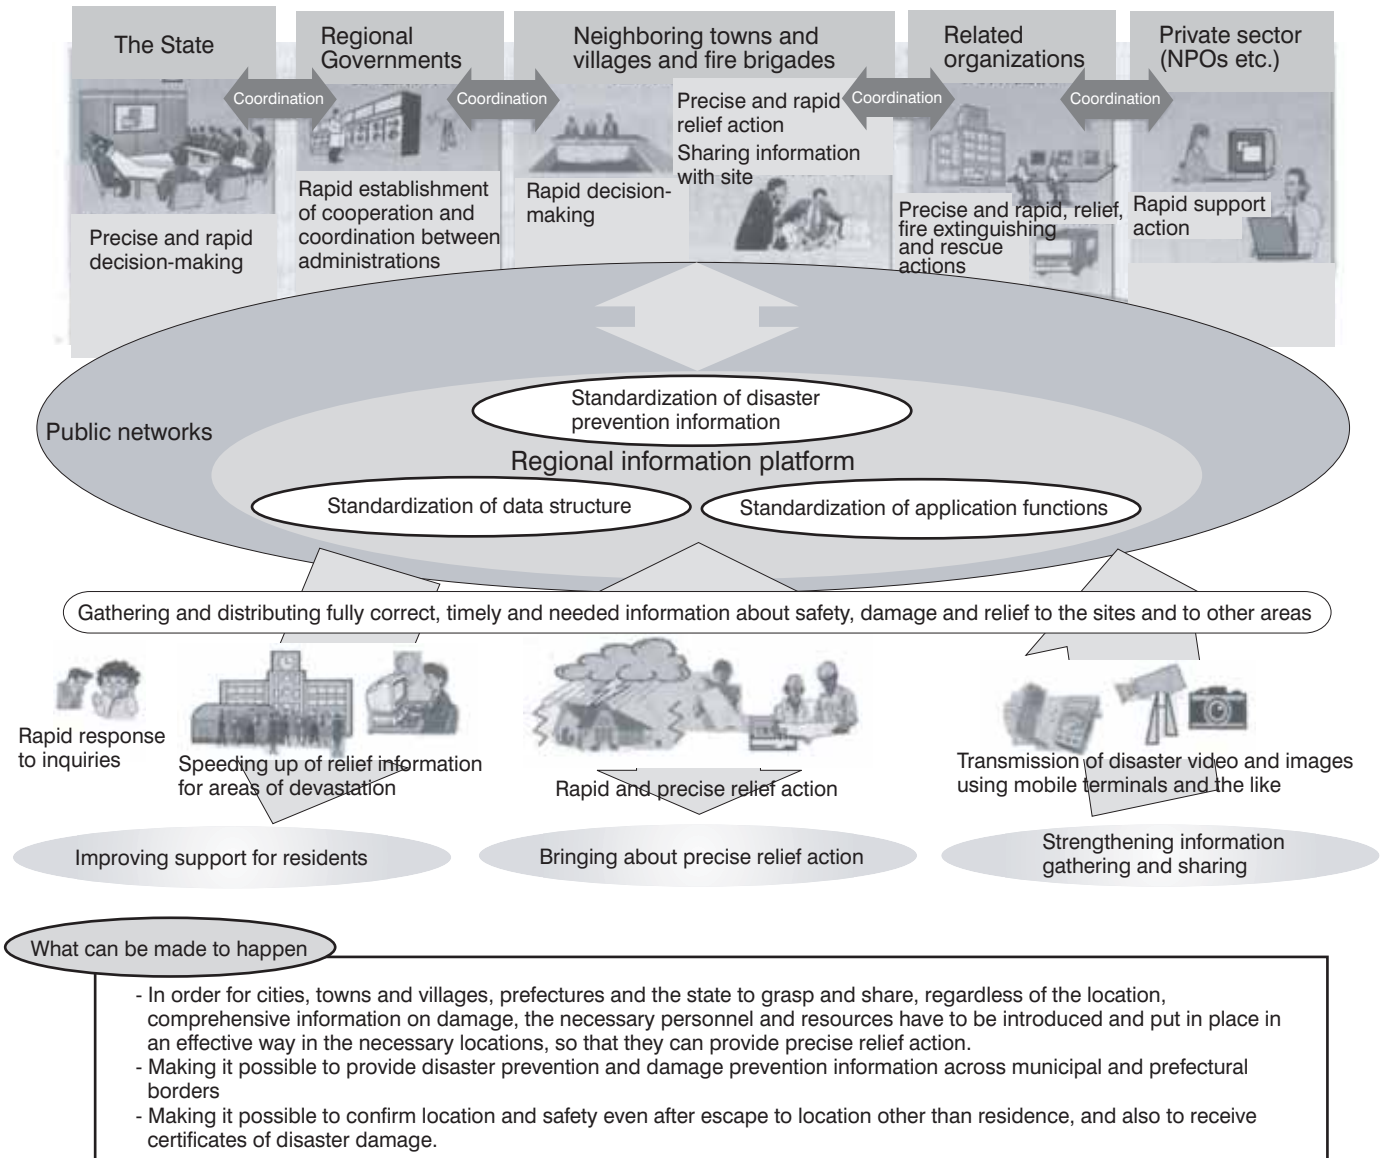 The State
Regional
Governments
Neighboring towns and
villages and fire brigades
Related
organizations
Private sector
(NPOs etc.)
Coordination
Coordination
Coordination
Coordination
Precise and rapid
decision-making
Rapid establishment
of cooperation and
coordination between
administrations
Rapid decision-
making
Precise and rapid
relief action
Sharing information
with site
Precise and rapid, relief,
fire extinguishing
and rescue
actions
Rapid support
action
Public networks
Standardization of disaster
prevention information
Regional information platform
Standardization of data structure
Standardization of application functions
Gathering and distributing fully correct, timely and needed information about safety, damage and relief to the sites and to other areas
Rapid response
to inquiries
Speeding up of relief information
for areas of devastation
Rapid and precise relief action
Transmission of disaster video and images
using mobile terminals and the like
Improving support for residents
Bringing about precise relief action
Strengthening information
gathering and sharing
What can be made to happen
- In order for cities, towns and villages, prefectures and the state to grasp and share, regardless of the location,
comprehensive information on damage, the necessary personnel and resources have to be introduced and put in place in
an effective way in the necessary locations, so that they can provide precise relief action.
- Making it possible to provide disaster prevention and damage prevention information across municipal and prefectural
borders
- Making it possible to confirm location and safety even after escape to location other than residence, and also to receive
certificates of disaster damage.